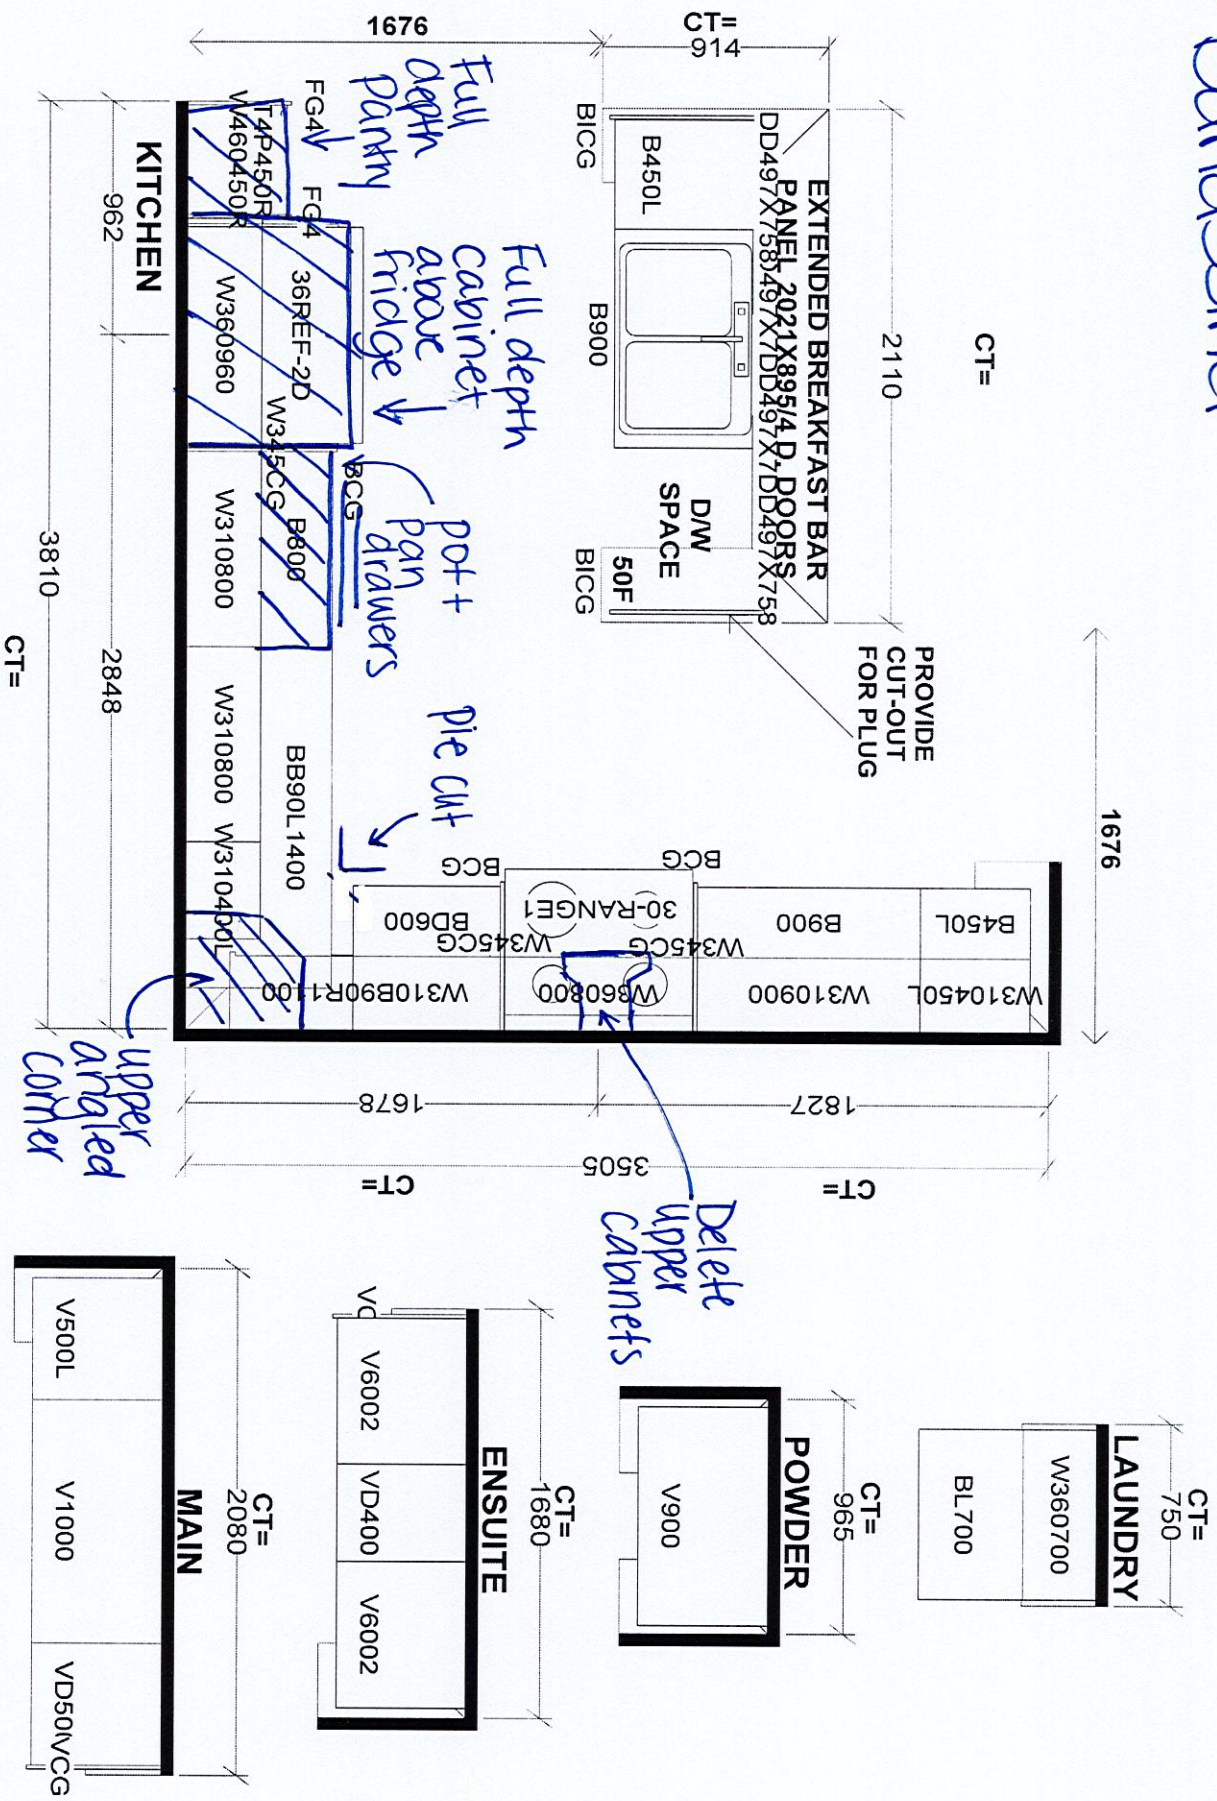 CT=
914
1676
2110
CT=
EXTENDED BREAKFAST BAR
PANEL 2021X895/4 D. DOORS
B450L
B900
D/W
SPACE
50F
BICG
BICG
PROVIDE
CUT-OUT
FOR PLUG
1676
Full
depth
pantry
FG4
FG4
T4P450R
W460450R
Full depth
cabinet
above
fridge
36REF-2D
W360960
W345CG
BCG
B800
W310800
pot +
pan
drawers
pie cut
BB90L1400
W310800
W310400L
KITCHEN
962
2848
3810
CT=
upper
angled
corner
BCG
BD600
W345CG
W310B90R1100
30-RANGE1
W360800
BCG
W345CG
B900
W310900
B450L
W310450L
1678
1827
3505
CT=
CT=
Delete
upper
cabinets
CT=
750
LAUNDRY
W360700
BL700
CT=
965
POWDER
V900
CT=
1680
ENSUITE
V6002
VD400
V6002
CT=
2080
MAIN
V500L
V1000
VD50
VCG